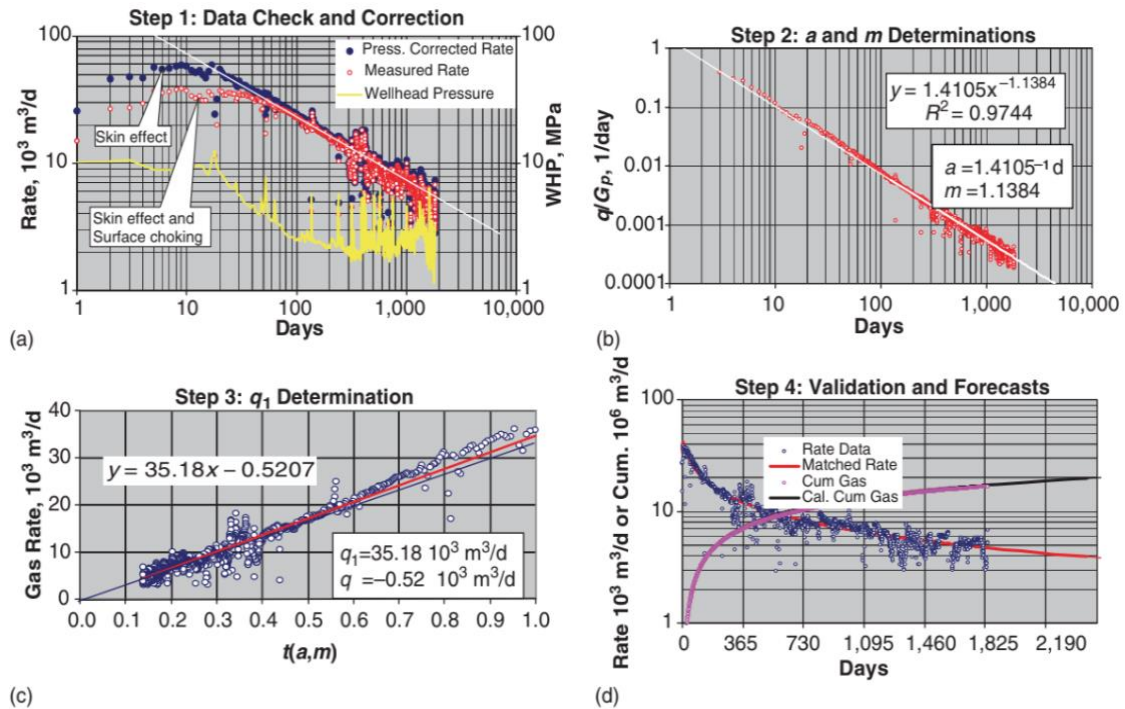 Step 1: Data Check and Correction
100
10
1
Rate, 10³ m³/d
Press. Corrected Rate
Measured Rate
Wellhead Pressure
Skin effect
Skin effect and
Surface choking
100
10
1
WHP, MPa
1 10 100 1,000 10,000
Days
(a)
Step 2: a and m Determinations
1
0.1
0.01
0.001
0.0001
q/Gp, 1/day
y = 1.4105x⁻¹·¹³⁸⁴
R² = 0.9744
a = 1.4105⁻¹ d
m = 1.1384
1 10 100 1,000 10,000
Days
(b)
Step 3: q₁ Determination
40
30
20
10
0
Gas Rate, 10³ m³/d
y = 35.18x – 0.5207
q₁=35.18 10³ m³/d
q =–0.52 10³ m³/d
0.0 0.1 0.2 0.3 0.4 0.5 0.6 0.7 0.8 0.9 1.0
t(a,m)
(c)
Step 4: Validation and Forecasts
100
10
1
Rate 10³ m³/d or Cum. 10⁶ m³/d
Rate Data
Matched Rate
Cum Gas
Cal. Cum Gas
0 365 730 1,095 1,460 1,825 2,190
Days
(d)